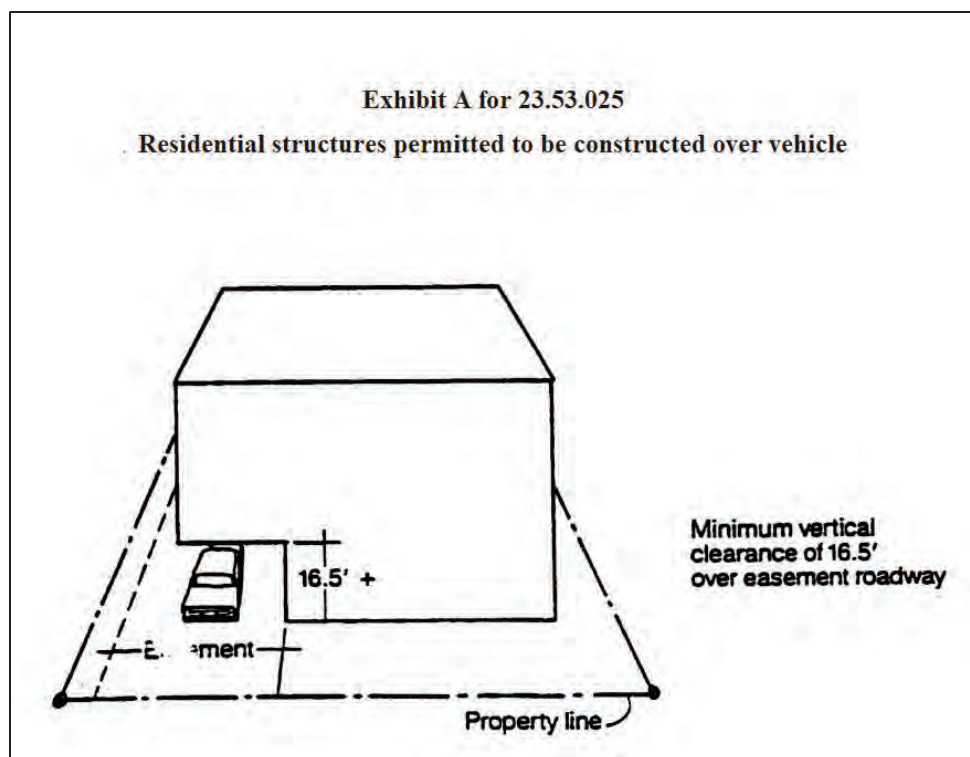 Exhibit A for 23.53.025
Residential structures permitted to be constructed over vehicle
16.5' +
Minimum vertical
clearance of 16.5'
over easement roadway
Property line